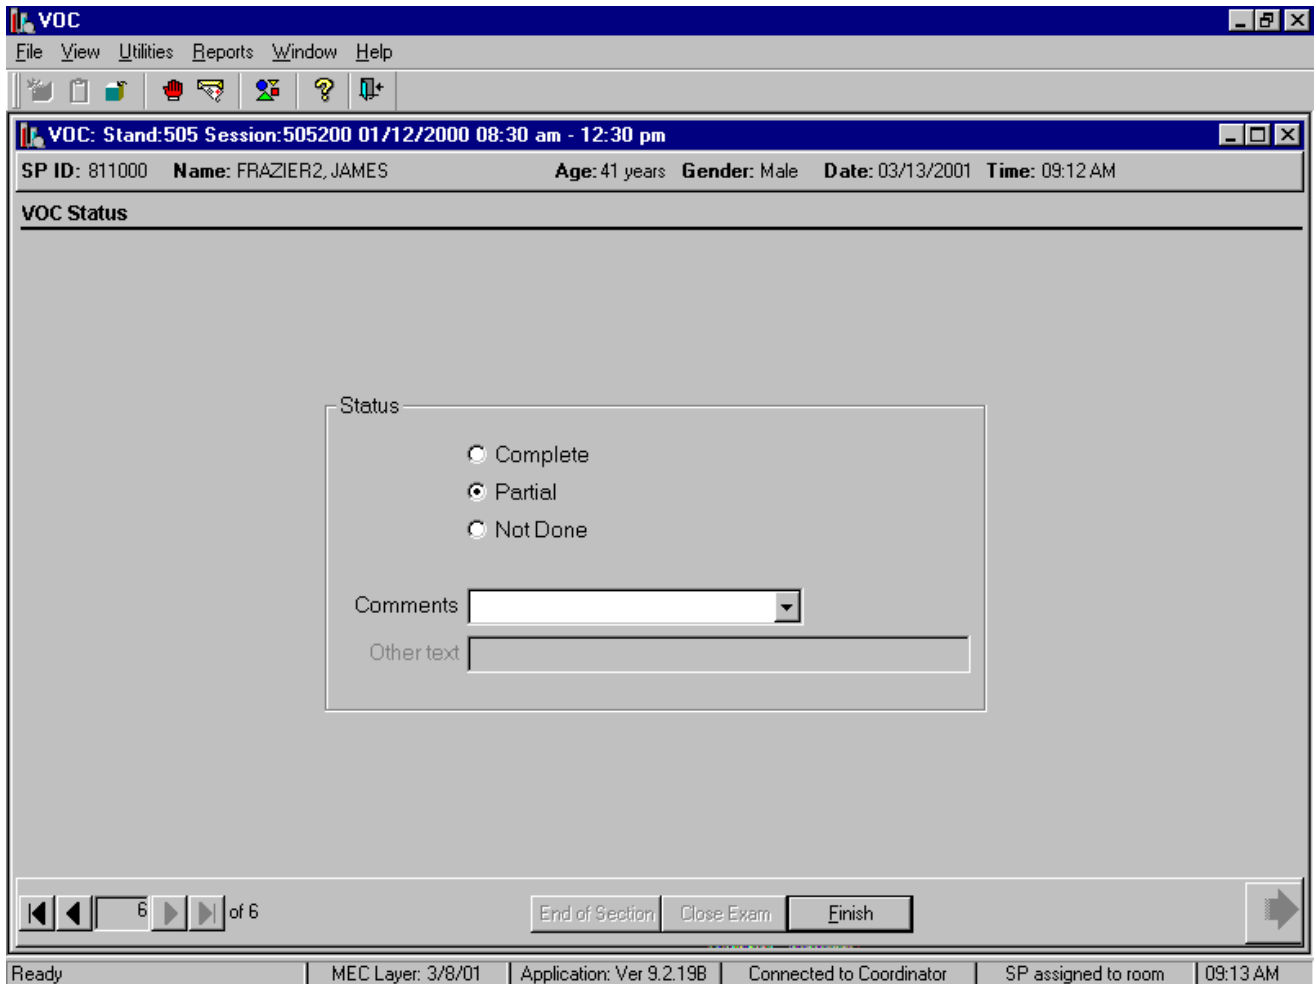 VOC
File View Utilities Reports Window Help
VOC: Stand:505 Session:505200 01/12/2000 08:30 am - 12:30 pm
SP ID: 811000 Name: FRAZIER2, JAMES Age: 41 years Gender: Male Date: 03/13/2001 Time: 09:12 AM
VOC Status
Status
Complete
Partial
Not Done
Comments
Other text
6 of 6 End of Section Close Exam Finish
Ready MEC Layer: 3/8/01 Application: Ver 9.2.19B Connected to Coordinator SP assigned to room 09:13 AM